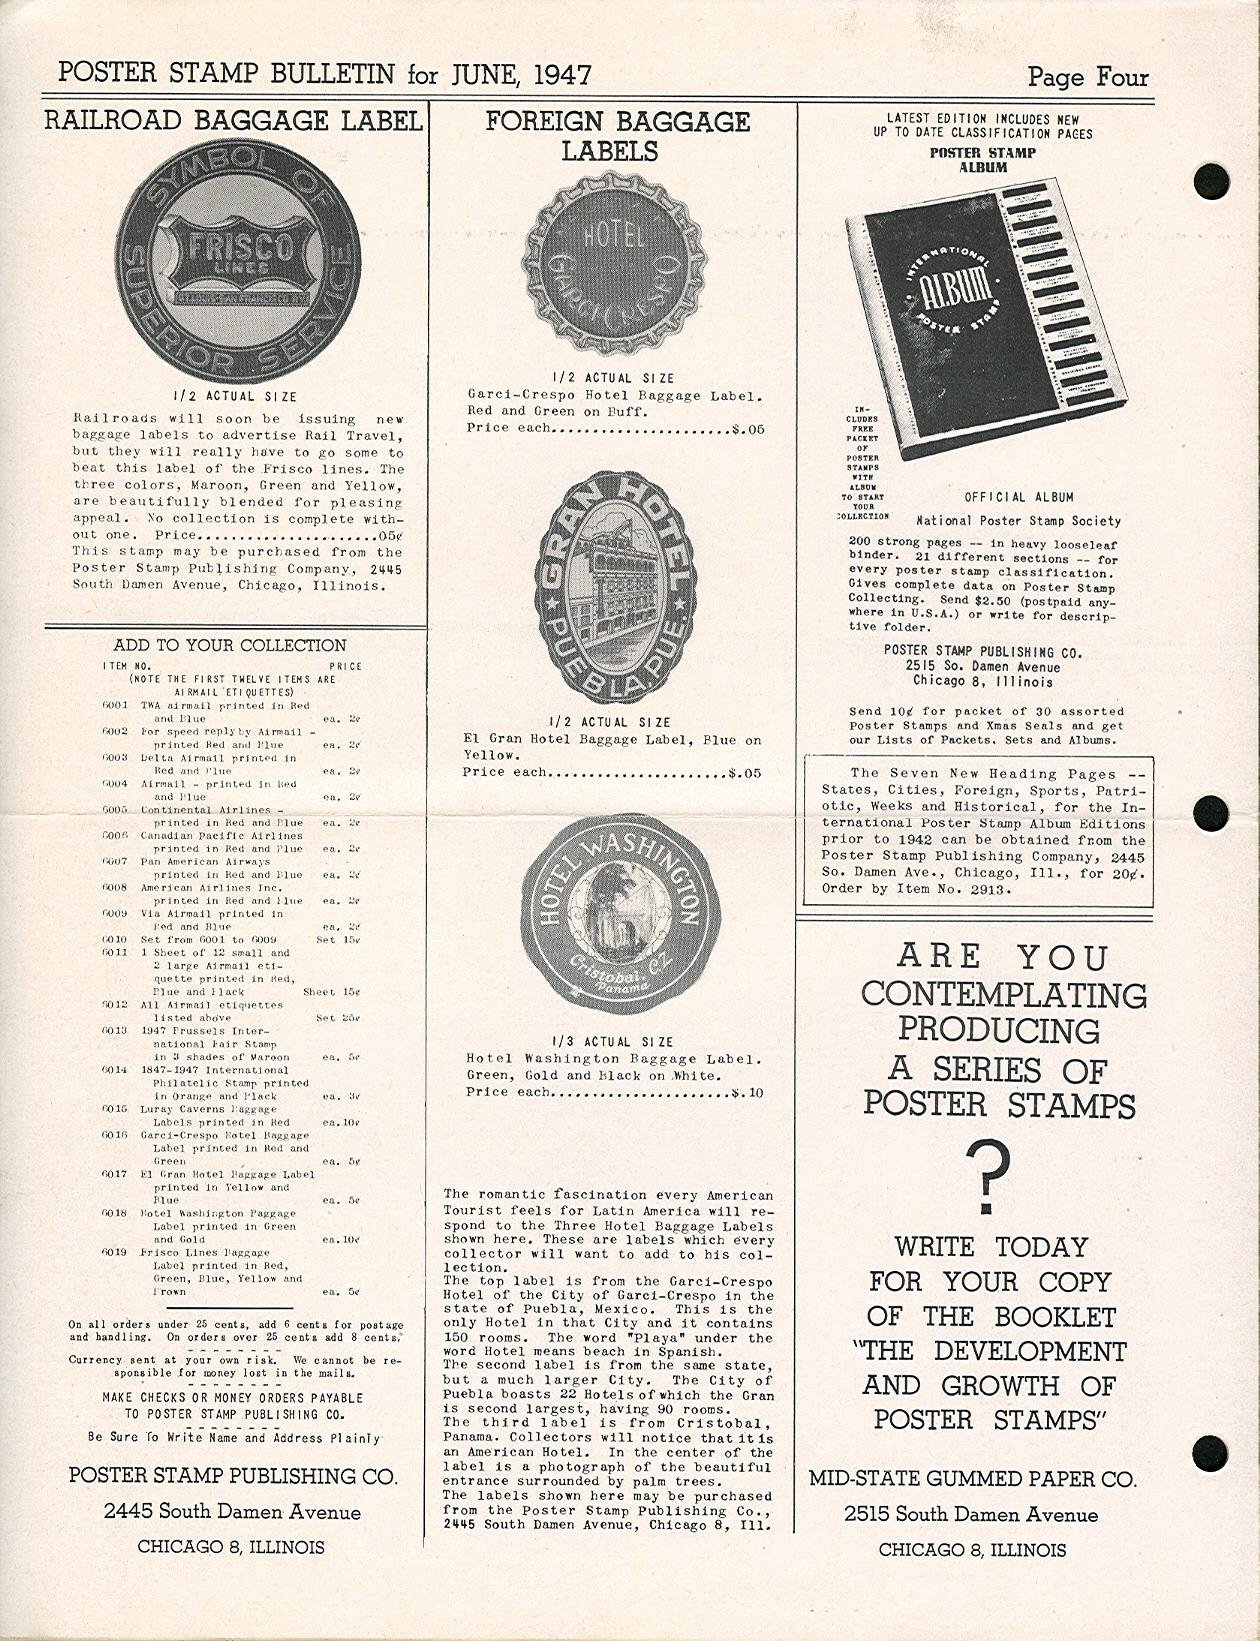 POSTER STAMP BULLETIN for JUNE, 1947
Page Four
RAILROAD BAGGAGE LABEL
SYMBOL OF
SUPERIOR SERVICE
FRISCO
LINES
ST. LOUIS-SAN FRANCISCO RY.
1/2 ACTUAL SIZE
Railroads will soon be issuing new
baggage labels to advertise Rail Travel,
but they will really have to go some to
beat this label of the Frisco lines. The
three colors, Maroon, Green and Yellow,
are beautifully blended for pleasing
appeal. No collection is complete with-
out one. Price......................05¢
This stamp may be purchased from the
Poster Stamp Publishing Company, 2445
South Damen Avenue, Chicago, Illinois.
ADD TO YOUR COLLECTION
ITEM NO. PRICE
(NOTE THE FIRST TWELVE ITEMS ARE
AIRMAIL ETIQUETTES)
6001 TWA airmail printed in Red
and Blue ea. 2¢
6002 For speed reply by Airmail -
printed Red and Blue ea. 2¢
6003 Delta Airmail printed in
Red and Blue ea. 2¢
6004 Airmail - printed in Red
and Blue ea. 2¢
6005 Continental Airlines -
printed in Red and Blue ea. 2¢
6006 Canadian Pacific Airlines
printed in Red and Blue ea. 2¢
6007 Pan American Airways
printed in Red and Blue ea. 2¢
6008 American Airlines Inc.
printed in Red and Blue ea. 2¢
6009 Via Airmail printed in
Red and Blue ea. 2¢
6010 Set from 6001 to 6009 Set 15¢
6011 1 Sheet of 12 small and
2 large Airmail eti-
quette printed in Red,
Blue and Black Sheet 15¢
6012 All Airmail etiquettes
listed above Set 25¢
6013 1947 Brussels Inter-
national Fair Stamp
in 3 shades of Maroon ea. 5¢
6014 1847-1947 International
Philatelic Stamp printed
in Orange and Black ea. 3¢
6015 Luray Caverns Baggage
Labels printed in Red ea.10¢
6016 Garci-Crespo Hotel Baggage
Label printed in Red and
Green ea. 5¢
6017 El Gran Hotel Baggage Label
printed in Yellow and
Blue ea. 5¢
6018 Hotel Washington Baggage
Label printed in Green
and Gold ea.10¢
6019 Frisco Lines Baggage
Label printed in Red,
Green, Blue, Yellow and
Brown ea. 5¢
On all orders under 25 cents, add 6 cents for postage
and handling. On orders over 25 cents add 8 cents.
Currency sent at your own risk. We cannot be re-
sponsible for money lost in the mails.
MAKE CHECKS OR MONEY ORDERS PAYABLE
TO POSTER STAMP PUBLISHING CO.
Be Sure To Write Name and Address Plainly
POSTER STAMP PUBLISHING CO.
2445 South Damen Avenue
CHICAGO 8, ILLINOIS
FOREIGN BAGGAGE
LABELS
HOTEL
GARCI CRESPO
1/2 ACTUAL SIZE
Garci-Crespo Hotel Baggage Label.
Red and Green on Buff.
Price each......................$.05
GRAN HOTEL
PUEBLA, PUE.
1/2 ACTUAL SIZE
El Gran Hotel Baggage Label, Blue on
Yellow.
Price each......................$.05
HOTEL WASHINGTON
Cristobal, C.Z.
Panama
1/3 ACTUAL SIZE
Hotel Washington Baggage Label.
Green, Gold and Black on White.
Price each......................$.10
The romantic fascination every American
Tourist feels for Latin America will re-
spond to the Three Hotel Baggage Labels
shown here. These are labels which every
collector will want to add to his col-
lection.
The top label is from the Garci-Crespo
Hotel of the City of Garci-Crespo in the
state of Puebla, Mexico. This is the
only Hotel in that City and it contains
150 rooms. The word "Playa" under the
word Hotel means beach in Spanish.
The second label is from the same state,
but a much larger City. The City of
Puebla boasts 22 Hotels of which the Gran
is second largest, having 90 rooms.
The third label is from Cristobal,
Panama. Collectors will notice that it is
an American Hotel. In the center of the
label is a photograph of the beautiful
entrance surrounded by palm trees.
The labels shown here may be purchased
from the Poster Stamp Publishing Co.,
2445 South Damen Avenue, Chicago 8, Ill.
LATEST EDITION INCLUDES NEW
UP TO DATE CLASSIFICATION PAGES
POSTER STAMP
ALBUM
INTERNATIONAL
ALBUM
POSTER STAMP
IN-
CLUDES
FREE
PACKET
OF
POSTER
STAMPS
WITH
ALBUM
TO START
YOUR
COLLECTION
OFFICIAL ALBUM
National Poster Stamp Society
200 strong pages -- in heavy looseleaf
binder. 21 different sections -- for
every poster stamp classification.
Gives complete data on Poster Stamp
Collecting. Send $2.50 (postpaid any-
where in U.S.A.) or write for descrip-
tive folder.
POSTER STAMP PUBLISHING CO.
2515 So. Damen Avenue
Chicago 8, Illinois
Send 10¢ for packet of 30 assorted
Poster Stamps and Xmas Seals and get
our Lists of Packets. Sets and Albums.
The Seven New Heading Pages --
States, Cities, Foreign, Sports, Patri-
otic, Weeks and Historical, for the In-
ternational Poster Stamp Album Editions
prior to 1942 can be obtained from the
Poster Stamp Publishing Company, 2445
So. Damen Ave., Chicago, Ill., for 20¢.
Order by Item No. 2913.
ARE YOU
CONTEMPLATING
PRODUCING
A SERIES OF
POSTER STAMPS
?
WRITE TODAY
FOR YOUR COPY
OF THE BOOKLET
"THE DEVELOPMENT
AND GROWTH OF
POSTER STAMPS"
MID-STATE GUMMED PAPER CO.
2515 South Damen Avenue
CHICAGO 8, ILLINOIS